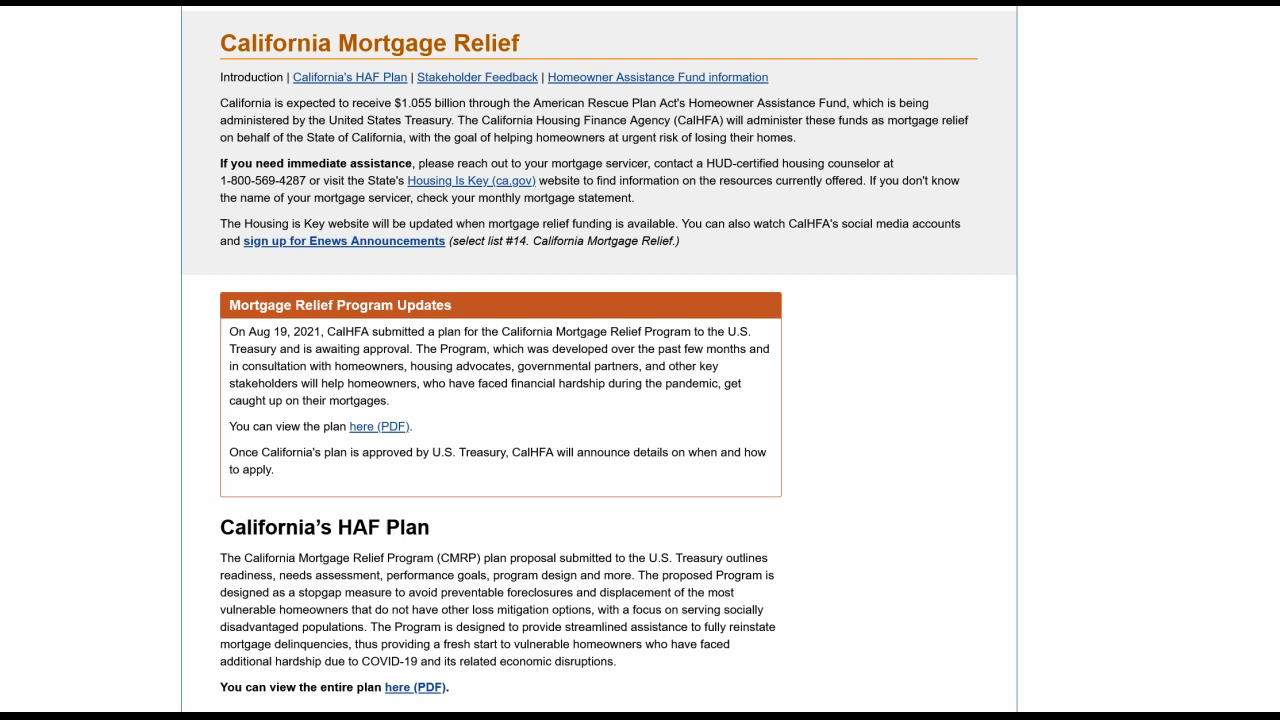 California Mortgage Relief
Introduction | California's HAF Plan | Stakeholder Feedback | Homeowner Assistance Fund information
California is expected to receive $1.055 billion through the American Rescue Plan Act's Homeowner Assistance Fund, which is being
administered by the United States Treasury. The California Housing Finance Agency (CalHFA) will administer these funds as mortgage relief
on behalf of the State of California, with the goal of helping homeowners at urgent risk of losing their homes.
If you need immediate assistance, please reach out to your mortgage servicer, contact a HUD-certified housing counselor at
1-800-569-4287 or visit the State's Housing Is Key (ca.gov) website to find information on the resources currently offered. If you don't know
the name of your mortgage servicer, check your monthly mortgage statement.
The Housing is Key website will be updated when mortgage relief funding is available. You can also watch CalHFA's social media accounts
and sign up for Enews Announcements (select list #14. California Mortgage Relief.)
Mortgage Relief Program Updates
On Aug 19, 2021, CalHFA submitted a plan for the California Mortgage Relief Program to the U.S.
Treasury and is awaiting approval. The Program, which was developed over the past few months and
in consultation with homeowners, housing advocates, governmental partners, and other key
stakeholders will help homeowners, who have faced financial hardship during the pandemic, get
caught up on their mortgages.
You can view the plan here (PDF).
Once California's plan is approved by U.S. Treasury, CalHFA will announce details on when and how
to apply.
California's HAF Plan
The California Mortgage Relief Program (CMRP) plan proposal submitted to the U.S. Treasury outlines
readiness, needs assessment, performance goals, program design and more. The proposed Program is
designed as a stopgap measure to avoid preventable foreclosures and displacement of the most
vulnerable homeowners that do not have other loss mitigation options, with a focus on serving socially
disadvantaged populations. The Program is designed to provide streamlined assistance to fully reinstate
mortgage delinquencies, thus providing a fresh start to vulnerable homeowners who have faced
additional hardship due to COVID-19 and its related economic disruptions.
You can view the entire plan here (PDF).